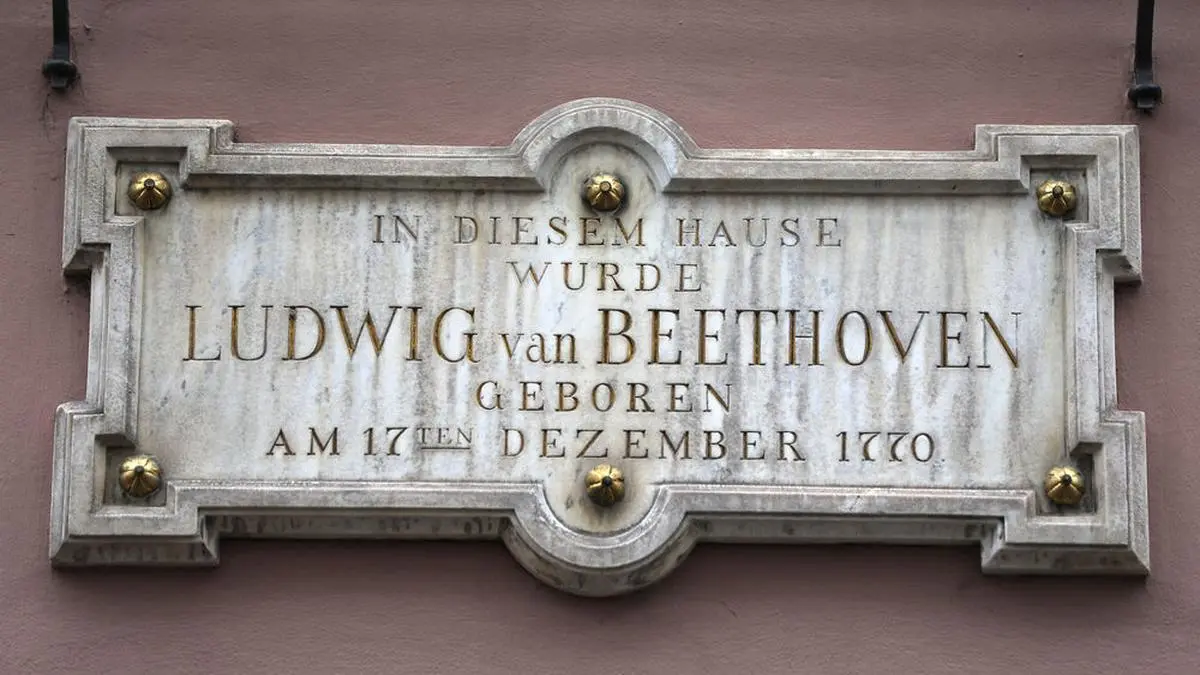 IN DIESEM HAUSE
WURDE
LUDWIG van BEETHOVEN
GEBOREN
AM 17TEN DEZEMBER 1770.